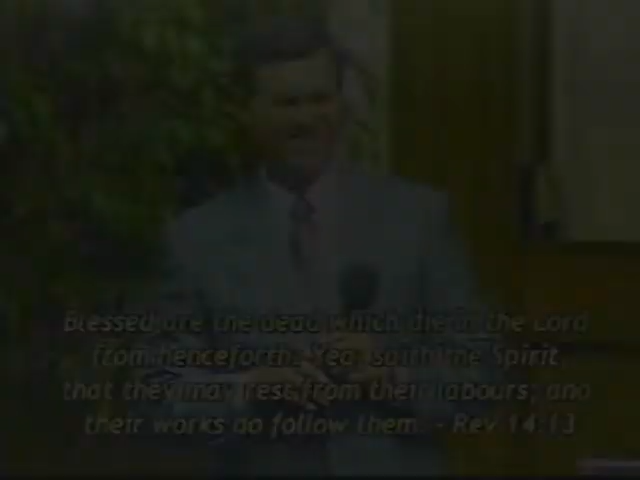 Blessed are the dead which die in the Lord
from henceforth: Yea, saith the Spirit
that they may rest from their labours; and
their works do follow them. - Rev 14:13